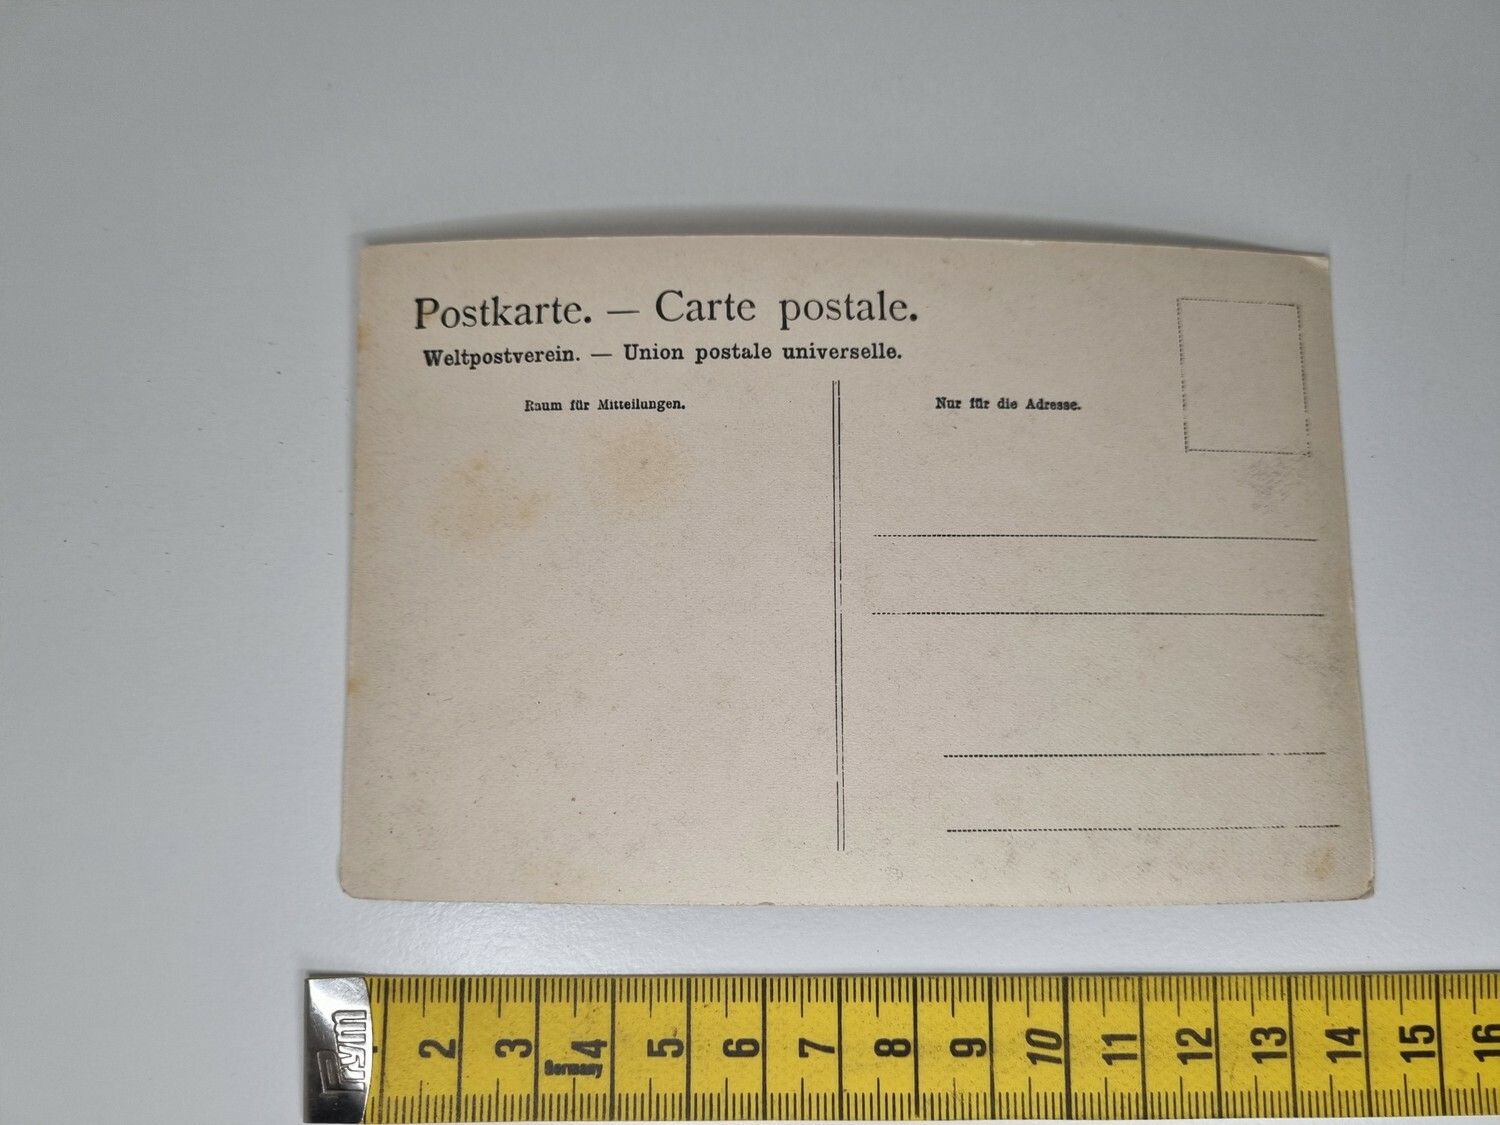 Postkarte. — Carte postale.
Weltpostverein. — Union postale universelle.
Raum für Mitteilungen.
Nur für die Adresse.
Prym
Germany
2 3 4 5 6 7 8 9 10 11 12 13 14 15 16